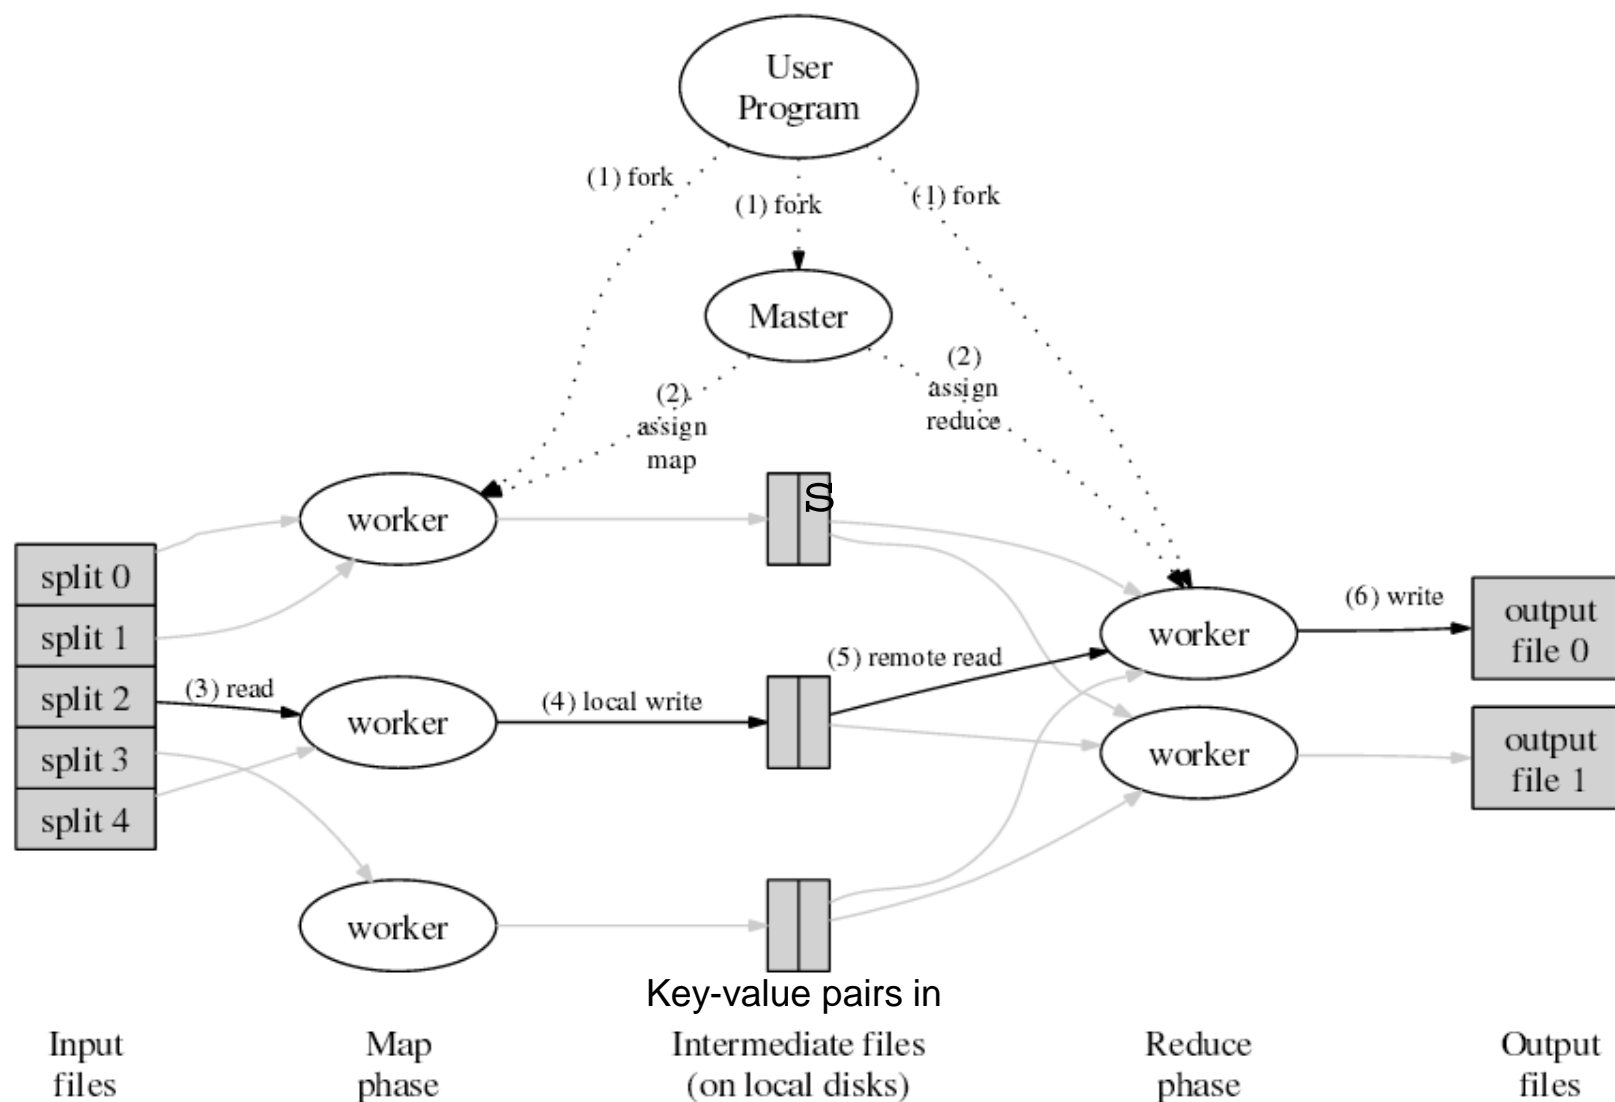 User
Program
(1) fork
(1) fork
(1) fork
Master
(2)
assign
map
(2)
assign
reduce
worker
S
split 0
split 1
split 2
split 3
split 4
(3) read
worker
(4) local write
(5) remote read
worker
(6) write
output
file 0
worker
output
file 1
worker
Key-value pairs in
Input
files
Map
phase
Intermediate files
(on local disks)
Reduce
phase
Output
files